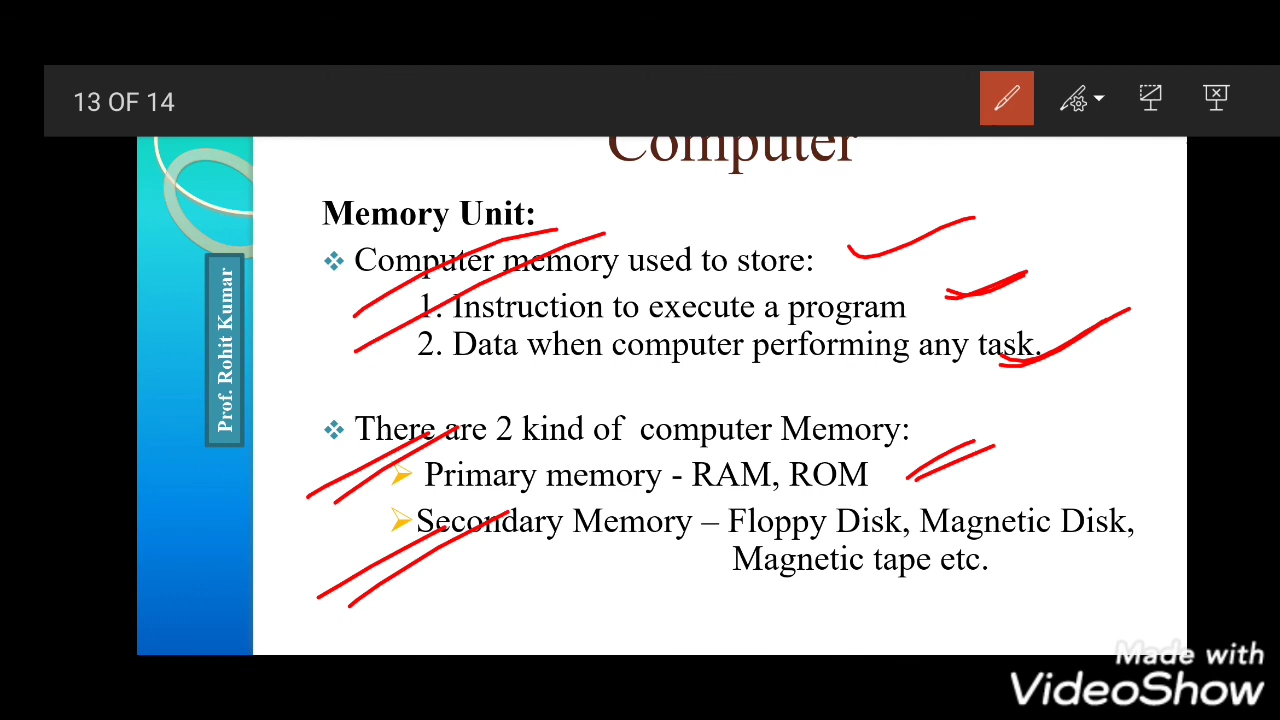 13 OF 14
Computer
Memory Unit:
Computer memory used to store:
1. Instruction to execute a program
2. Data when computer performing any task.
There are 2 kind of computer Memory:
Primary memory - RAM, ROM
Secondary Memory – Floppy Disk, Magnetic Disk,
Magnetic tape etc.
Prof. Rohit Kumar
Made with
VideoShow